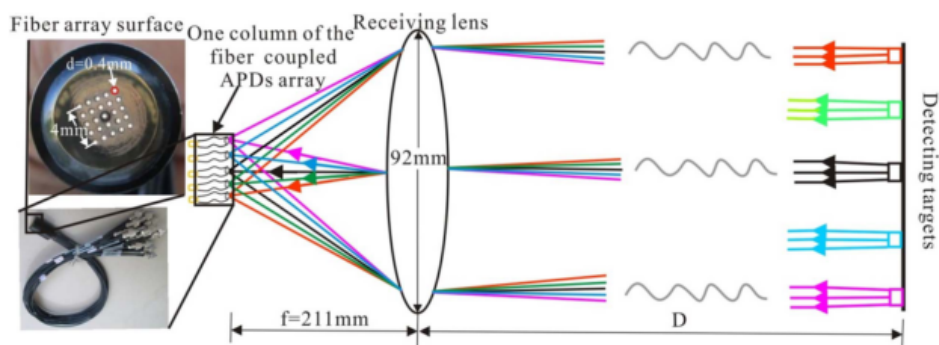 Fiber array surface
d=0.4mm
4mm
One column of the
fiber coupled
APDs array
Receiving lens
92mm
f=211mm
D
Detecting targets